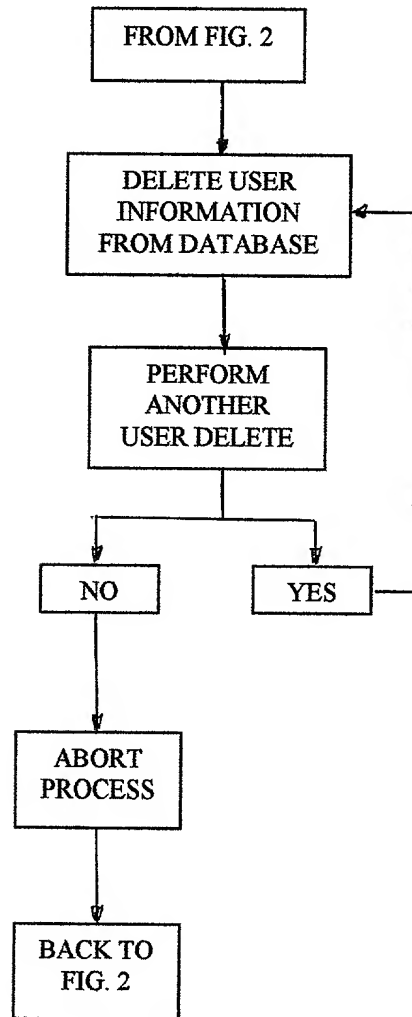 FROM FIG. 2
DELETE USER
INFORMATION
FROM DATABASE
PERFORM
ANOTHER
USER DELETE
NO
YES
ABORT
PROCESS
BACK TO
FIG. 2